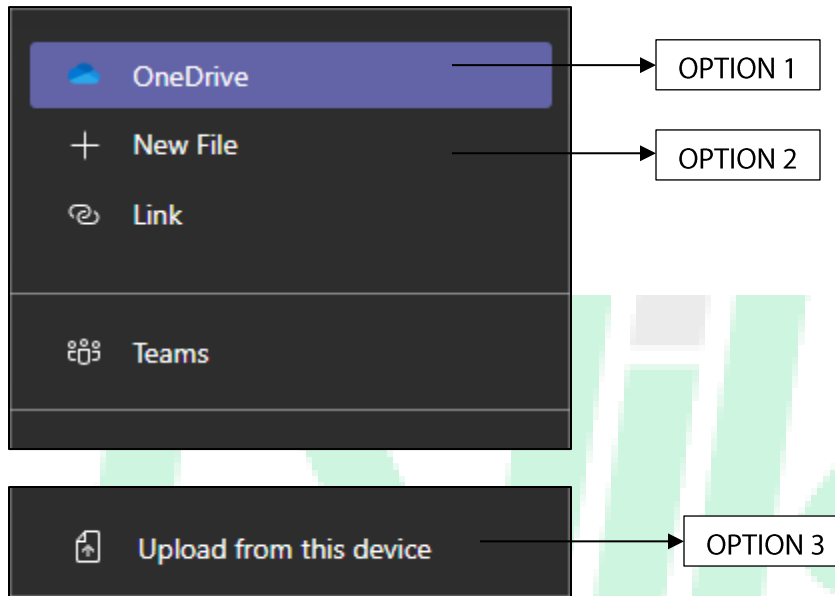 OneDrive OPTION 1
New File OPTION 2
Link
Teams
Upload from this device OPTION 3